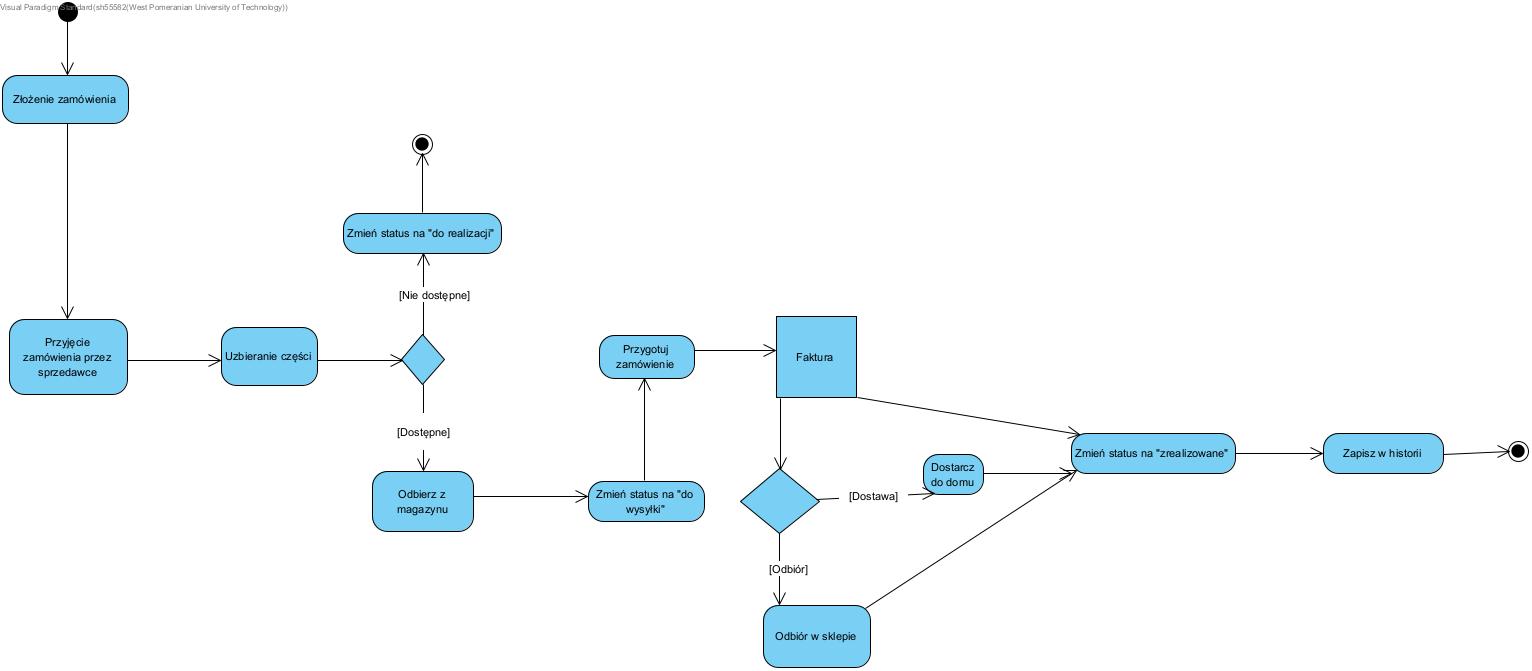 Visual Paradigm Standard(sh55582(West Pomeranian University of Technology))
Złożenie zamówienia
Przyjęcie
zamówienia przez
sprzedawce
Uzbieranie części
Zmień status na "do realizacji"
[Nie dostępne]
[Dostępne]
Odbierz z
magazynu
Zmień status na "do
wysyłki"
Przygotuj
zamówienie
Faktura
[Dostawa]
Dostarcz
do domu
[Odbiór]
Odbiór w sklepie
Zmień status na "zrealizowane"
Zapisz w historii